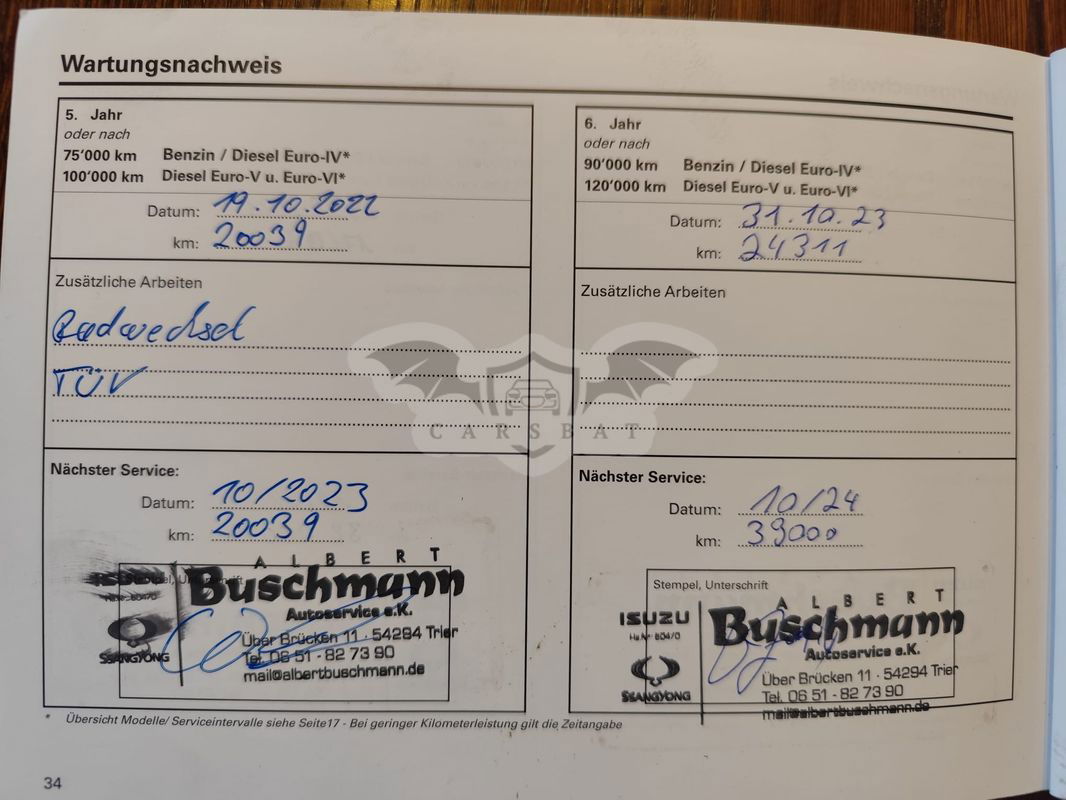 Wartungsnachweis
5. Jahr
oder nach
75'000 km Benzin / Diesel Euro-IV*
100'000 km Diesel Euro-V u. Euro-VI*
Datum: 19.10.2022
km: 20039
Zusätzliche Arbeiten
Radwechsel
TÜV
Nächster Service:
Datum: 10/2023
km: 20039
Stempel, Unterschrift
ALBERT
Buschmann
Autoservice e.K.
Über Brücken 11 · 54294 Trier
Tel. 06 51 - 82 73 90
mail@albertbuschmann.de
SSANGYONG
6. Jahr
oder nach
90'000 km Benzin / Diesel Euro-IV*
120'000 km Diesel Euro-V u. Euro-VI*
Datum: 31.10.23
km: 24311
Zusätzliche Arbeiten
Nächster Service:
Datum: 10/24
km: 39000
Stempel, Unterschrift
ISUZU
SSANGYONG
ALBERT
Buschmann
Autoservice e.K.
Über Brücken 11 · 54294 Trier
Tel. 06 51 - 82 73 90
mail@albertbuschmann.de
CARSBAT
* Übersicht Modelle/ Serviceintervalle siehe Seite17 - Bei geringer Kilometerleistung gilt die Zeitangabe
34